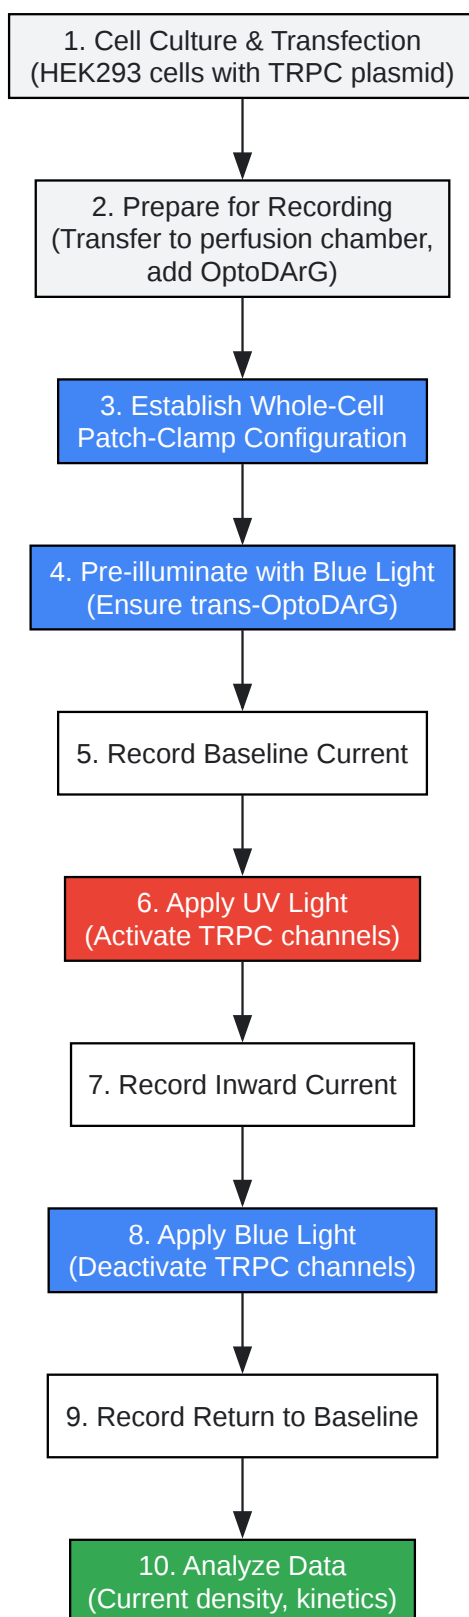 1. Cell Culture & Transfection
(HEK293 cells with TRPC plasmid)
2. Prepare for Recording
(Transfer to perfusion chamber,
add OptoDArG)
3. Establish Whole-Cell
Patch-Clamp Configuration
4. Pre-illuminate with Blue Light
(Ensure trans-OptoDArG)
5. Record Baseline Current
6. Apply UV Light
(Activate TRPC channels)
7. Record Inward Current
8. Apply Blue Light
(Deactivate TRPC channels)
9. Record Return to Baseline
10. Analyze Data
(Current density, kinetics)